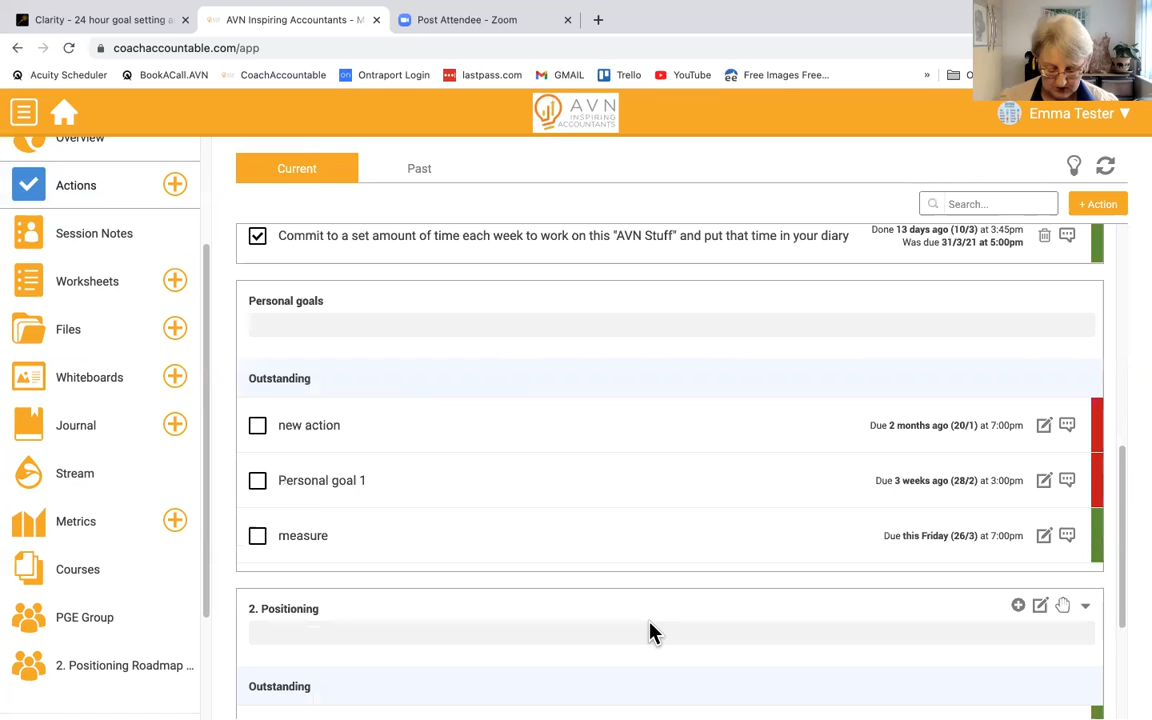 Clarity - 24 hour goal setting a
AVN Inspiring Accountants - M
Post Attendee - Zoom
coachaccountable.com/app
Acuity Scheduler
BookACall.AVN
CoachAccountable
on
Ontraport Login
lastpass.com
GMAIL
Trello
YouTube
Free Images Free...
»
O
AVN
INSPIRING
ACCOUNTANTS
Emma Tester ▼
Overview
Actions
Session Notes
Worksheets
Files
Whiteboards
Journal
Stream
Metrics
Courses
PGE Group
2. Positioning Roadmap ...
Current
Past
Search...
+ Action
Commit to a set amount of time each week to work on this "AVN Stuff" and put that time in your diary
Done 13 days ago (10/3) at 3:45pm
Was due 31/3/21 at 5:00pm
Personal goals
Outstanding
new action
Due 2 months ago (20/1) at 7:00pm
Personal goal 1
Due 3 weeks ago (28/2) at 3:00pm
measure
Due this Friday (26/3) at 7:00pm
2. Positioning
Outstanding